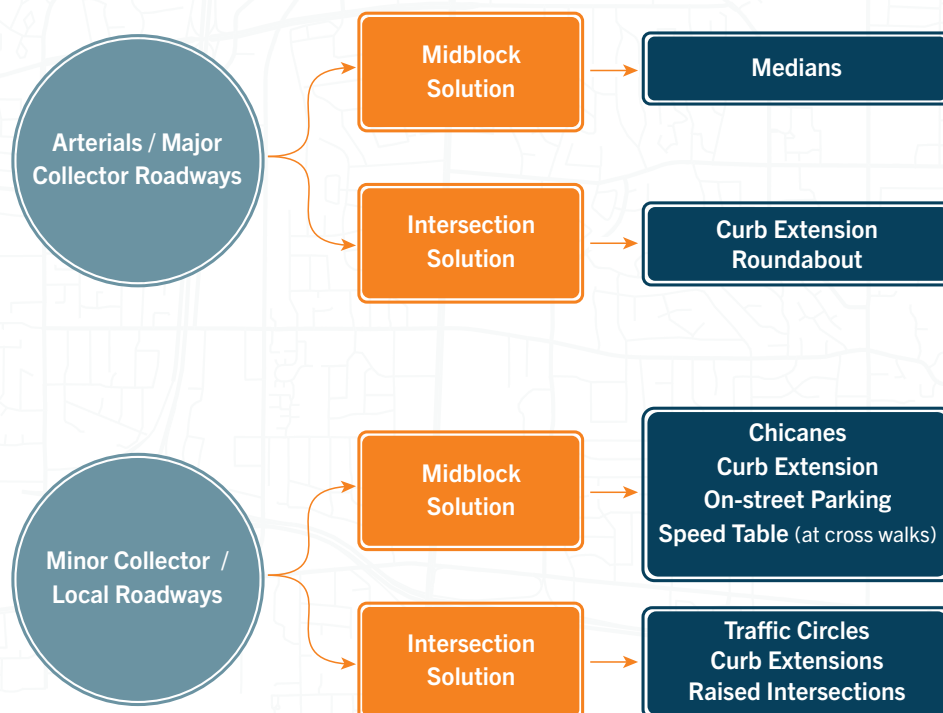 Arterials / Major
Collector Roadways
Midblock
Solution
Medians
Intersection
Solution
Curb Extension
Roundabout
Minor Collector /
Local Roadways
Midblock
Solution
Chicanes
Curb Extension
On-street Parking
Speed Table (at cross walks)
Intersection
Solution
Traffic Circles
Curb Extensions
Raised Intersections